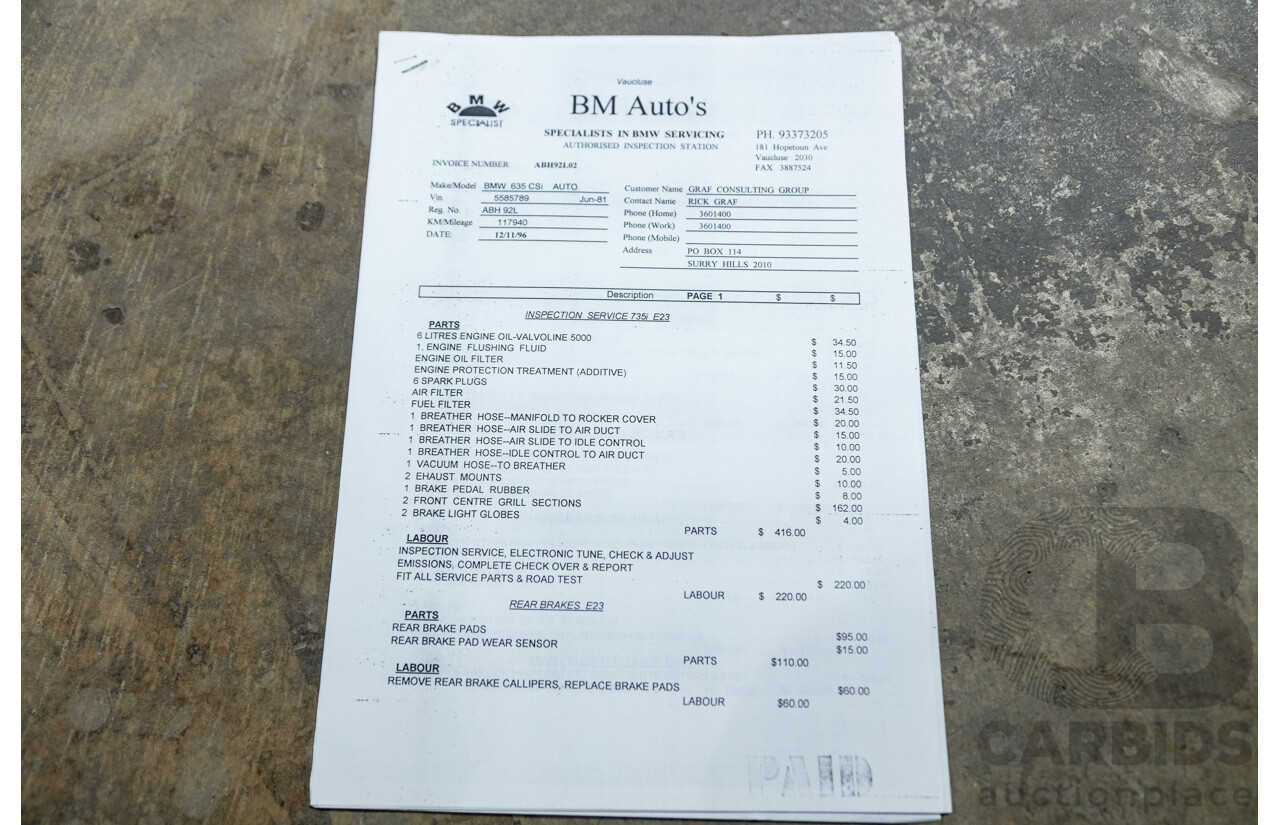 Vaucluse
BMW
SPECIALIST
BM Auto's
SPECIALISTS IN BMW SERVICING
AUTHORISED INSPECTION STATION
PH. 93373205
181 Hopetoun Ave
Vaucluse 2030
FAX 3887524
INVOICE NUMBER ABH92L02
Make/Model BMW 635 CSi AUTO
Vin. 5585789 Jun-81
Reg. No. ABH 92L
KM/Mileage 117940
DATE: 12/11/96
Customer Name GRAF CONSULTING GROUP
Contact Name RICK GRAF
Phone (Home) 3601400
Phone (Work) 3601400
Phone (Mobile)
Address PO BOX 114
SURRY HILLS 2010
Description PAGE 1 $ $
INSPECTION SERVICE 735i E23
PARTS
6 LITRES ENGINE OIL-VALVOLINE 5000 $ 34.50
1. ENGINE FLUSHING FLUID $ 15.00
ENGINE OIL FILTER $ 11.50
ENGINE PROTECTION TREATMENT (ADDITIVE) $ 15.00
6 SPARK PLUGS $ 30.00
AIR FILTER $ 21.50
FUEL FILTER $ 34.50
1 BREATHER HOSE--MANIFOLD TO ROCKER COVER $ 20.00
1 BREATHER HOSE--AIR SLIDE TO AIR DUCT $ 15.00
1 BREATHER HOSE--AIR SLIDE TO IDLE CONTROL $ 10.00
1 BREATHER HOSE--IDLE CONTROL TO AIR DUCT $ 20.00
1 VACUUM HOSE--TO BREATHER $ 5.00
2 EHAUST MOUNTS $ 10.00
1 BRAKE PEDAL RUBBER $ 8.00
2 FRONT CENTRE GRILL SECTIONS $ 162.00
2 BRAKE LIGHT GLOBES $ 4.00
PARTS $ 416.00
LABOUR
INSPECTION SERVICE, ELECTRONIC TUNE, CHECK & ADJUST
EMISSIONS, COMPLETE CHECK OVER & REPORT
FIT ALL SERVICE PARTS & ROAD TEST $ 220.00
LABOUR $ 220.00
REAR BRAKES E23
PARTS
REAR BRAKE PADS $95.00
REAR BRAKE PAD WEAR SENSOR $15.00
PARTS $110.00
LABOUR
REMOVE REAR BRAKE CALLIPERS, REPLACE BRAKE PADS $60.00
LABOUR $60.00
PAID
CARBIDS
auctionplace